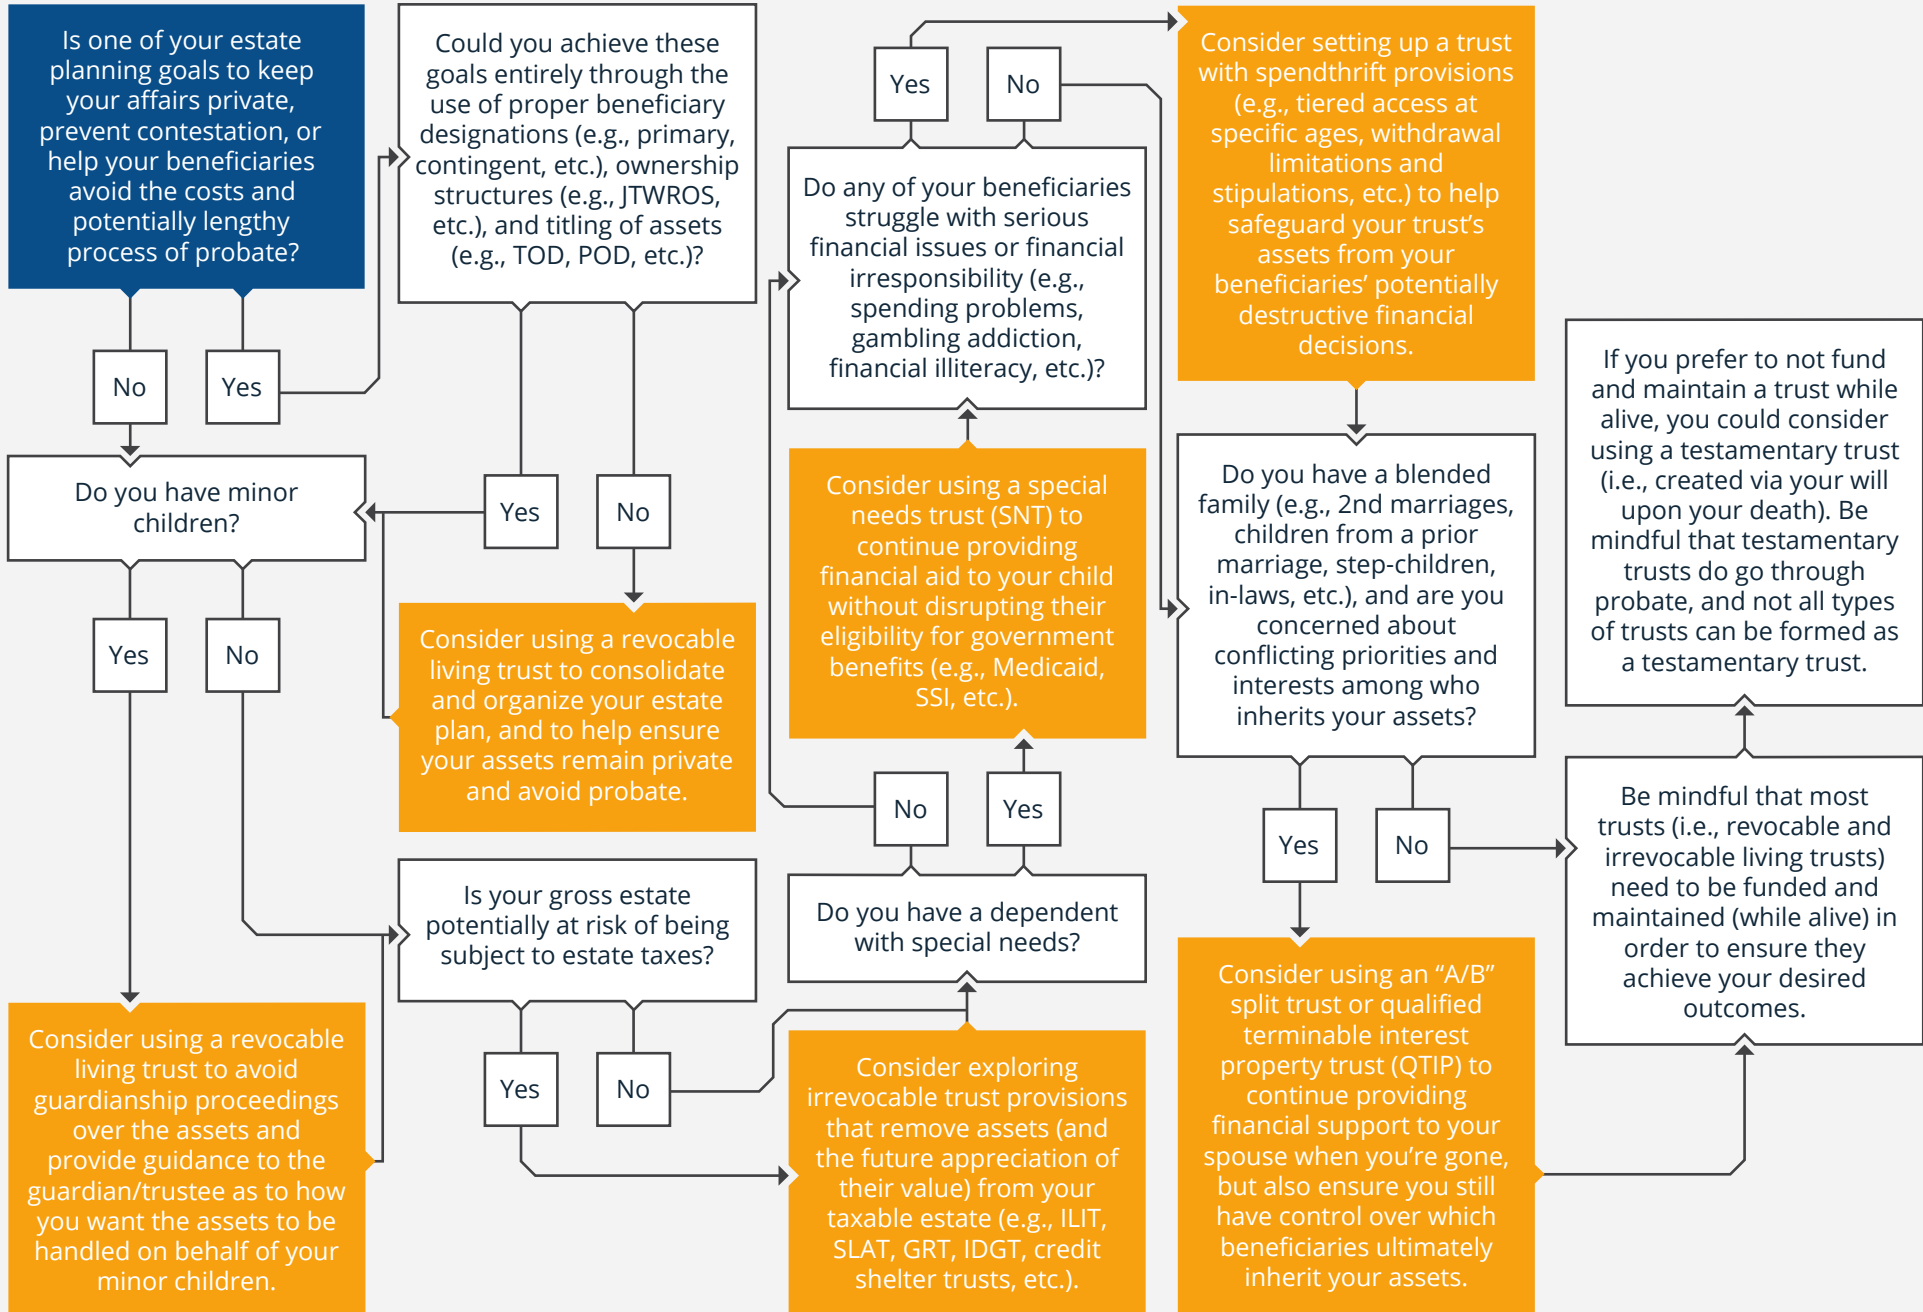 Is one of your estate
planning goals to keep
your affairs private,
prevent contestation, or
help your beneficiaries
avoid the costs and
potentially lengthy
process of probate?
No
Yes
Could you achieve these
goals entirely through the
use of proper beneficiary
designations (e.g., primary,
contingent, etc.), ownership
structures (e.g., JTWROS,
etc.), and titling of assets
(e.g., TOD, POD, etc.)?
Yes
No
Consider using a revocable
living trust to consolidate
and organize your estate
plan, and to help ensure
your assets remain private
and avoid probate.
Do you have minor
children?
Yes
No
Consider using a revocable
living trust to avoid
guardianship proceedings
over the assets and
provide guidance to the
guardian/trustee as to how
you want the assets to be
handled on behalf of your
minor children.
Is your gross estate
potentially at risk of being
subject to estate taxes?
Yes
No
Consider exploring
irrevocable trust provisions
that remove assets (and
the future appreciation of
their value) from your
taxable estate (e.g., ILIT,
SLAT, GRT, IDGT, credit
shelter trusts, etc.).
Do you have a dependent
with special needs?
No
Yes
Consider using a special
needs trust (SNT) to
continue providing
financial aid to your child
without disrupting their
eligibility for government
benefits (e.g., Medicaid,
SSI, etc.).
Do any of your beneficiaries
struggle with serious
financial issues or financial
irresponsibility (e.g.,
spending problems,
gambling addiction,
financial illiteracy, etc.)?
Yes
No
Consider setting up a trust
with spendthrift provisions
(e.g., tiered access at
specific ages, withdrawal
limitations and
stipulations, etc.) to help
safeguard your trust’s
assets from your
beneficiaries’ potentially
destructive financial
decisions.
Do you have a blended
family (e.g., 2nd marriages,
children from a prior
marriage, step-children,
in-laws, etc.), and are you
concerned about
conflicting priorities and
interests among who
inherits your assets?
Yes
No
Consider using an “A/B”
split trust or qualified
terminable interest
property trust (QTIP) to
continue providing
financial support to your
spouse when you’re gone,
but also ensure you still
have control over which
beneficiaries ultimately
inherit your assets.
Be mindful that most
trusts (i.e., revocable and
irrevocable living trusts)
need to be funded and
maintained (while alive) in
order to ensure they
achieve your desired
outcomes.
If you prefer to not fund
and maintain a trust while
alive, you could consider
using a testamentary trust
(i.e., created via your will
upon your death). Be
mindful that testamentary
trusts do go through
probate, and not all types
of trusts can be formed as
a testamentary trust.